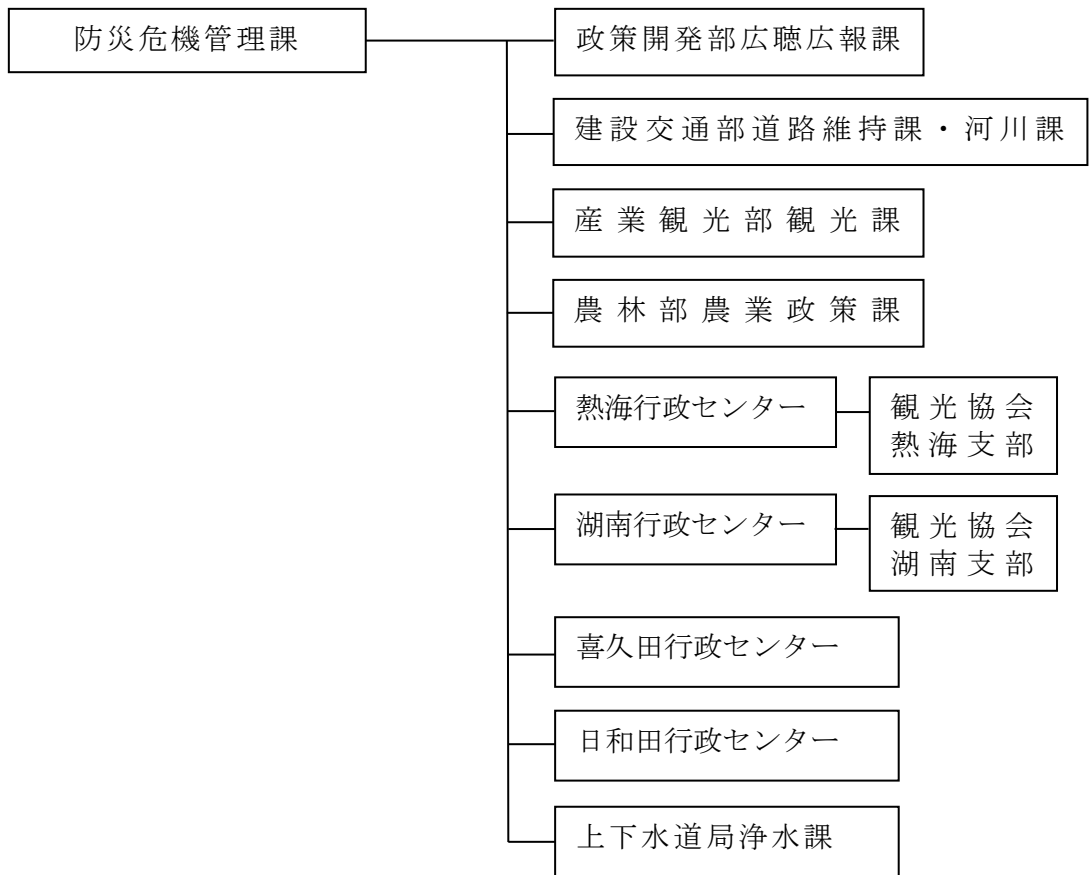 防災危機管理課
政策開発部広聴広報課
建設交通部道路維持課・河川課
産業観光部観光課
農林部農業政策課
熱海行政センター
観光協会
熱海支部
湖南行政センター
観光協会
湖南支部
喜久田行政センター
日和田行政センター
上下水道局浄水課